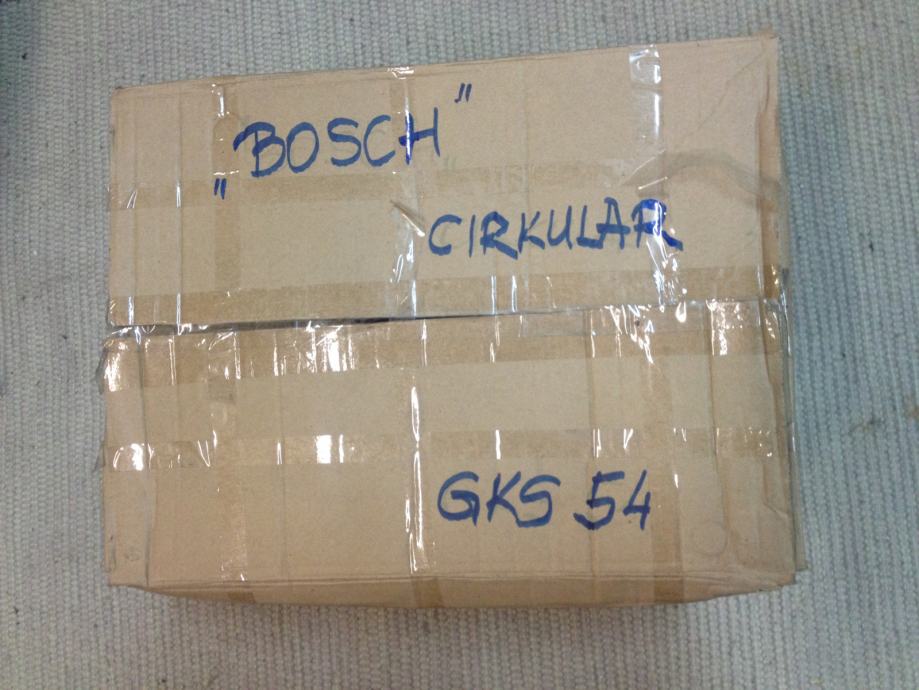 "BOSCH"
CIRKULAR
GKS 54